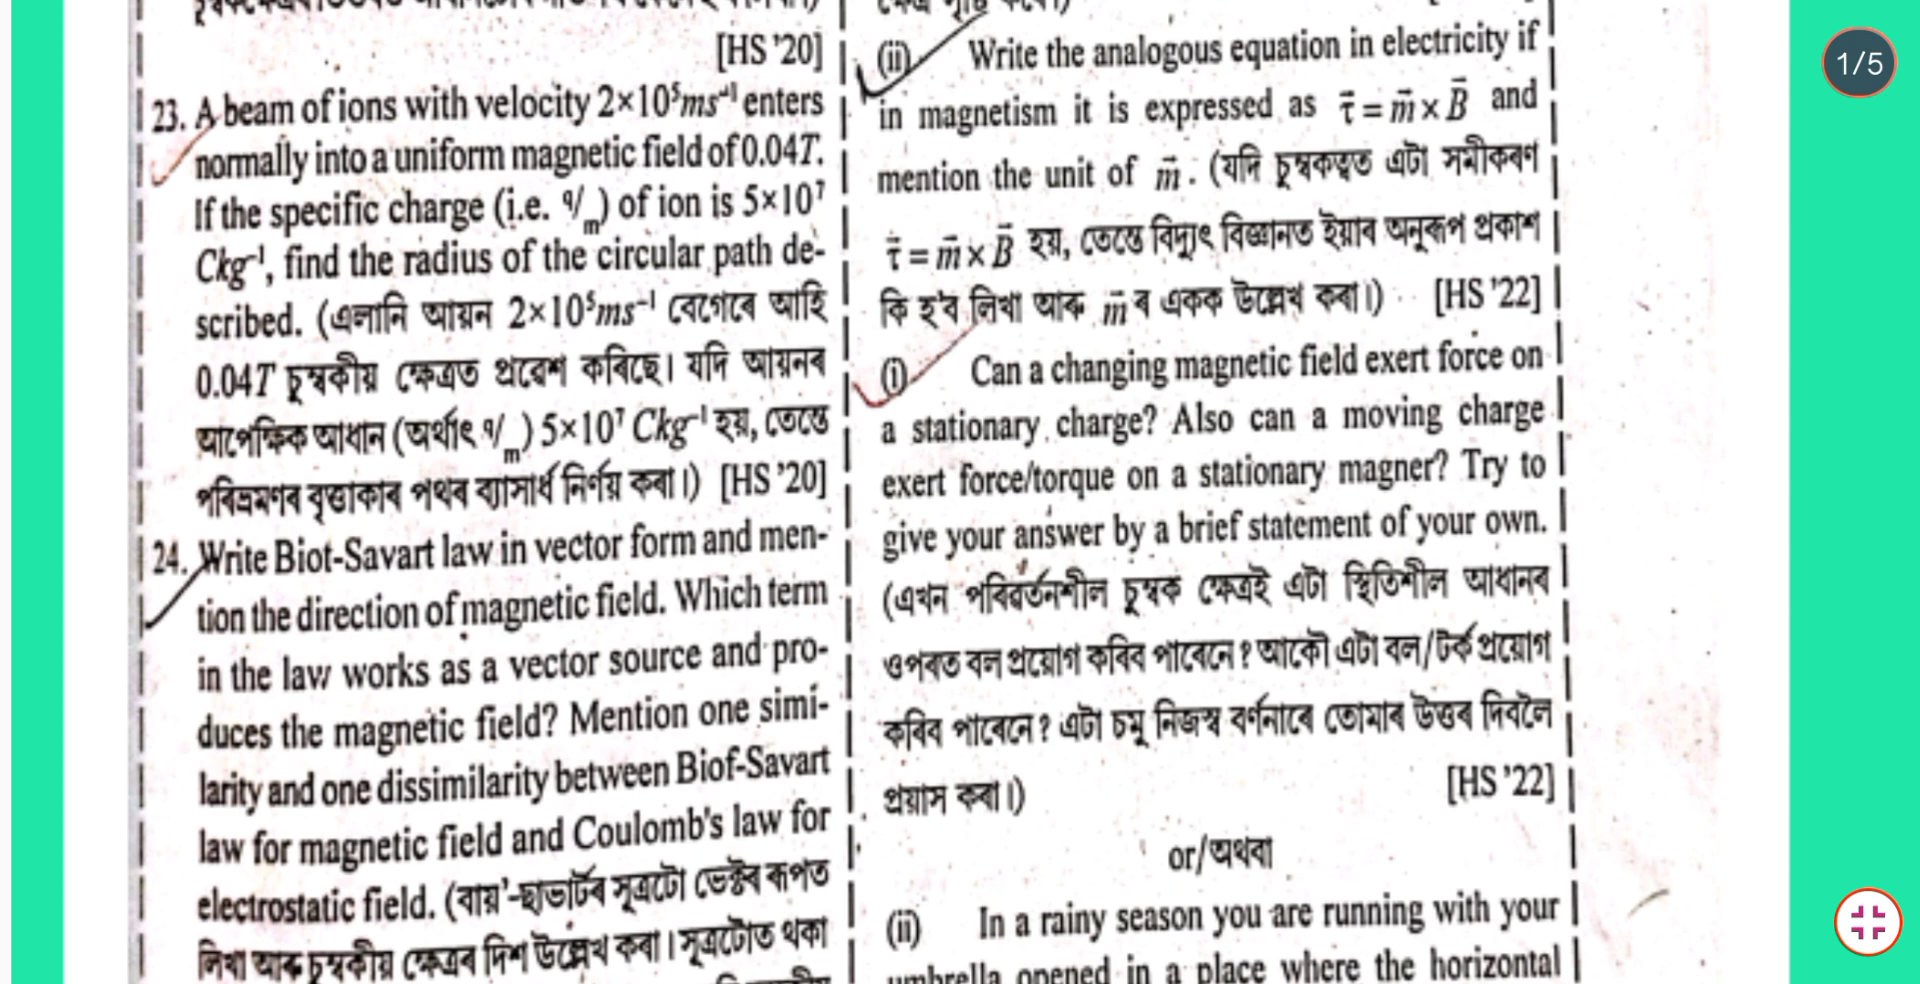 [HS '20]
23. A beam of ions with velocity 2×10⁵ms⁻¹ enters
normally into a uniform magnetic field of 0.04T.
If the specific charge (i.e. q/m) of ion is 5×10⁷
Ckg⁻¹, find the radius of the circular path de-
scribed. (এলানি আয়ন 2×10⁵ms⁻¹ বেগেৰে আহি
0.04T চুম্বকীয় ক্ষেত্ৰত প্ৰৱেশ কৰিছে। যদি আয়নৰ
আপেক্ষিক আধান (অৰ্থাৎ q/m) 5×10⁷ Ckg⁻¹ হয়, তেন্তে
পৰিভ্ৰমণৰ বৃত্তাকাৰ পথৰ ব্যাসাৰ্ধ নিৰ্ণয় কৰা।) [HS '20]
24. Write Biot-Savart law in vector form and men-
tion the direction of magnetic field. Which term
in the law works as a vector source and pro-
duces the magnetic field? Mention one simi-
larity and one dissimilarity between Biof-Savart
law for magnetic field and Coulomb's law for
electrostatic field. (বায়'-ছাভাৰ্টৰ সূত্ৰটো ভেক্টৰ ৰূপত
লিখা আৰু চুম্বকীয় ক্ষেত্ৰৰ দিশ উল্লেখ কৰা। সূত্ৰটোত থকা
(ii) Write the analogous equation in electricity if
in magnetism it is expressed as τ⃗ = m⃗ × B⃗ and
mention the unit of m⃗. (যদি চুম্বকত্বত এটা সমীকৰণ
τ⃗ = m⃗ × B⃗ হয়, তেন্তে বিদ্যুৎ বিজ্ঞানত ইয়াৰ অনুৰূপ প্ৰকাশ
কি হ'ব লিখা আৰু m⃗ ৰ একক উল্লেখ কৰা।) [HS '22]
(i) Can a changing magnetic field exert force on
a stationary charge? Also can a moving charge
exert force/torque on a stationary magner? Try to
give your answer by a brief statement of your own.
(এখন পৰিৱৰ্তনশীল চুম্বক ক্ষেত্ৰই এটা স্থিতিশীল আধানৰ
ওপৰত বল প্ৰয়োগ কৰিব পাৰেনে? আকৌ এটা বল/টৰ্ক প্ৰয়োগ
কৰিব পাৰেনে? এটা চমু নিজস্ব বৰ্ণনাৰে তোমাৰ উত্তৰ দিবলৈ
প্ৰয়াস কৰা।) [HS '22]
or/অথবা
(ii) In a rainy season you are running with your
umbrella opened in a place where the horizontal
1/5